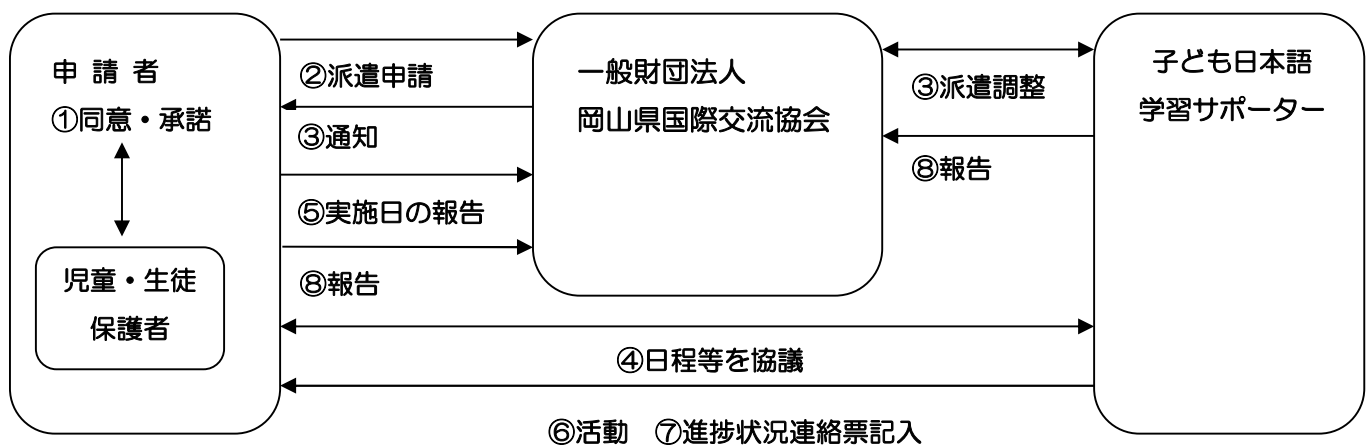 申 請 者
①同意・承諾
児童・生徒
保護者
②派遣申請
③通知
⑤実施日の報告
⑧報告
一般財団法人
岡山県国際交流協会
③派遣調整
⑧報告
子ども日本語
学習サポーター
④日程等を協議
⑥活動　⑦進捗状況連絡票記入